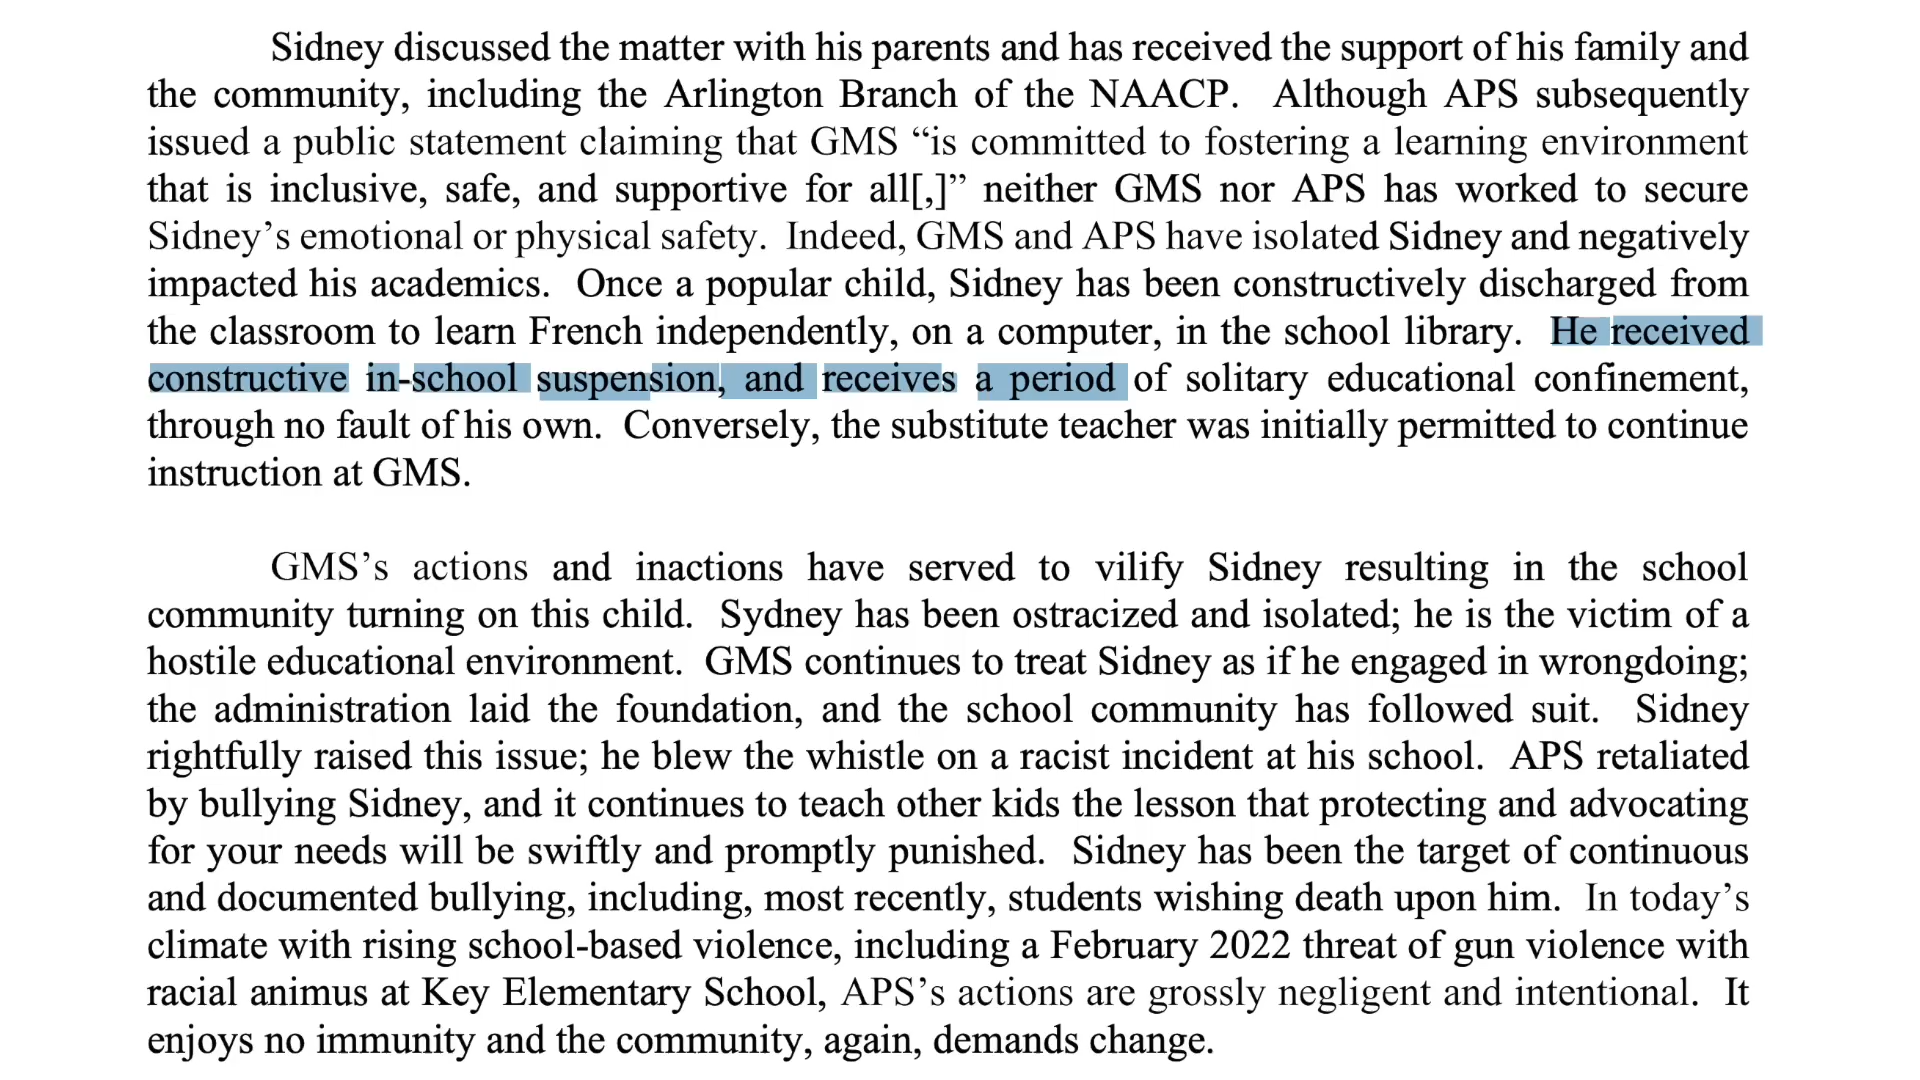 Sidney discussed the matter with his parents and has received the support of his family and
the community, including the Arlington Branch of the NAACP.  Although APS subsequently
issued a public statement claiming that GMS “is committed to fostering a learning environment
that is inclusive, safe, and supportive for all[,]” neither GMS nor APS has worked to secure
Sidney’s emotional or physical safety.  Indeed, GMS and APS have isolated Sidney and negatively
impacted his academics.  Once a popular child, Sidney has been constructively discharged from
the classroom to learn French independently, on a computer, in the school library.  He received
constructive in-school suspension, and receives a period of solitary educational confinement,
through no fault of his own.  Conversely, the substitute teacher was initially permitted to continue
instruction at GMS.
GMS’s actions and inactions have served to vilify Sidney resulting in the school
community turning on this child.  Sydney has been ostracized and isolated; he is the victim of a
hostile educational environment.  GMS continues to treat Sidney as if he engaged in wrongdoing;
the administration laid the foundation, and the school community has followed suit.  Sidney
rightfully raised this issue; he blew the whistle on a racist incident at his school.  APS retaliated
by bullying Sidney, and it continues to teach other kids the lesson that protecting and advocating
for your needs will be swiftly and promptly punished.  Sidney has been the target of continuous
and documented bullying, including, most recently, students wishing death upon him.  In today’s
climate with rising school-based violence, including a February 2022 threat of gun violence with
racial animus at Key Elementary School, APS’s actions are grossly negligent and intentional.  It
enjoys no immunity and the community, again, demands change.